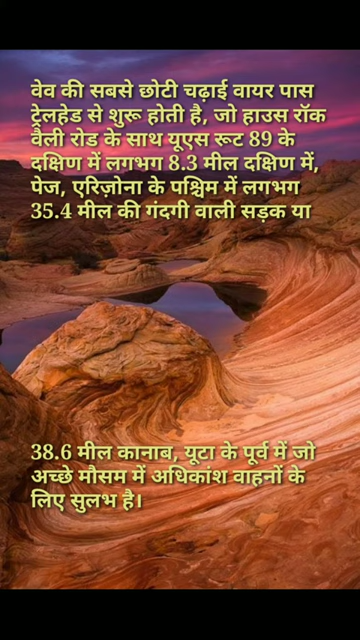 वेव की सबसे छोटी चढ़ाई वायर पास
ट्रेलहेड से शुरू होती है, जो हाउस रॉक
वैली रोड के साथ यूएस रूट 89 के
दक्षिण में लगभग 8.3 मील दक्षिण में,
पेज, एरिज़ोना के पश्चिम में लगभग
35.4 मील की गंदगी वाली सड़क या
38.6 मील कानाब, यूटा के पूर्व में जो
अच्छे मौसम में अधिकांश वाहनों के
लिए सुलभ है।